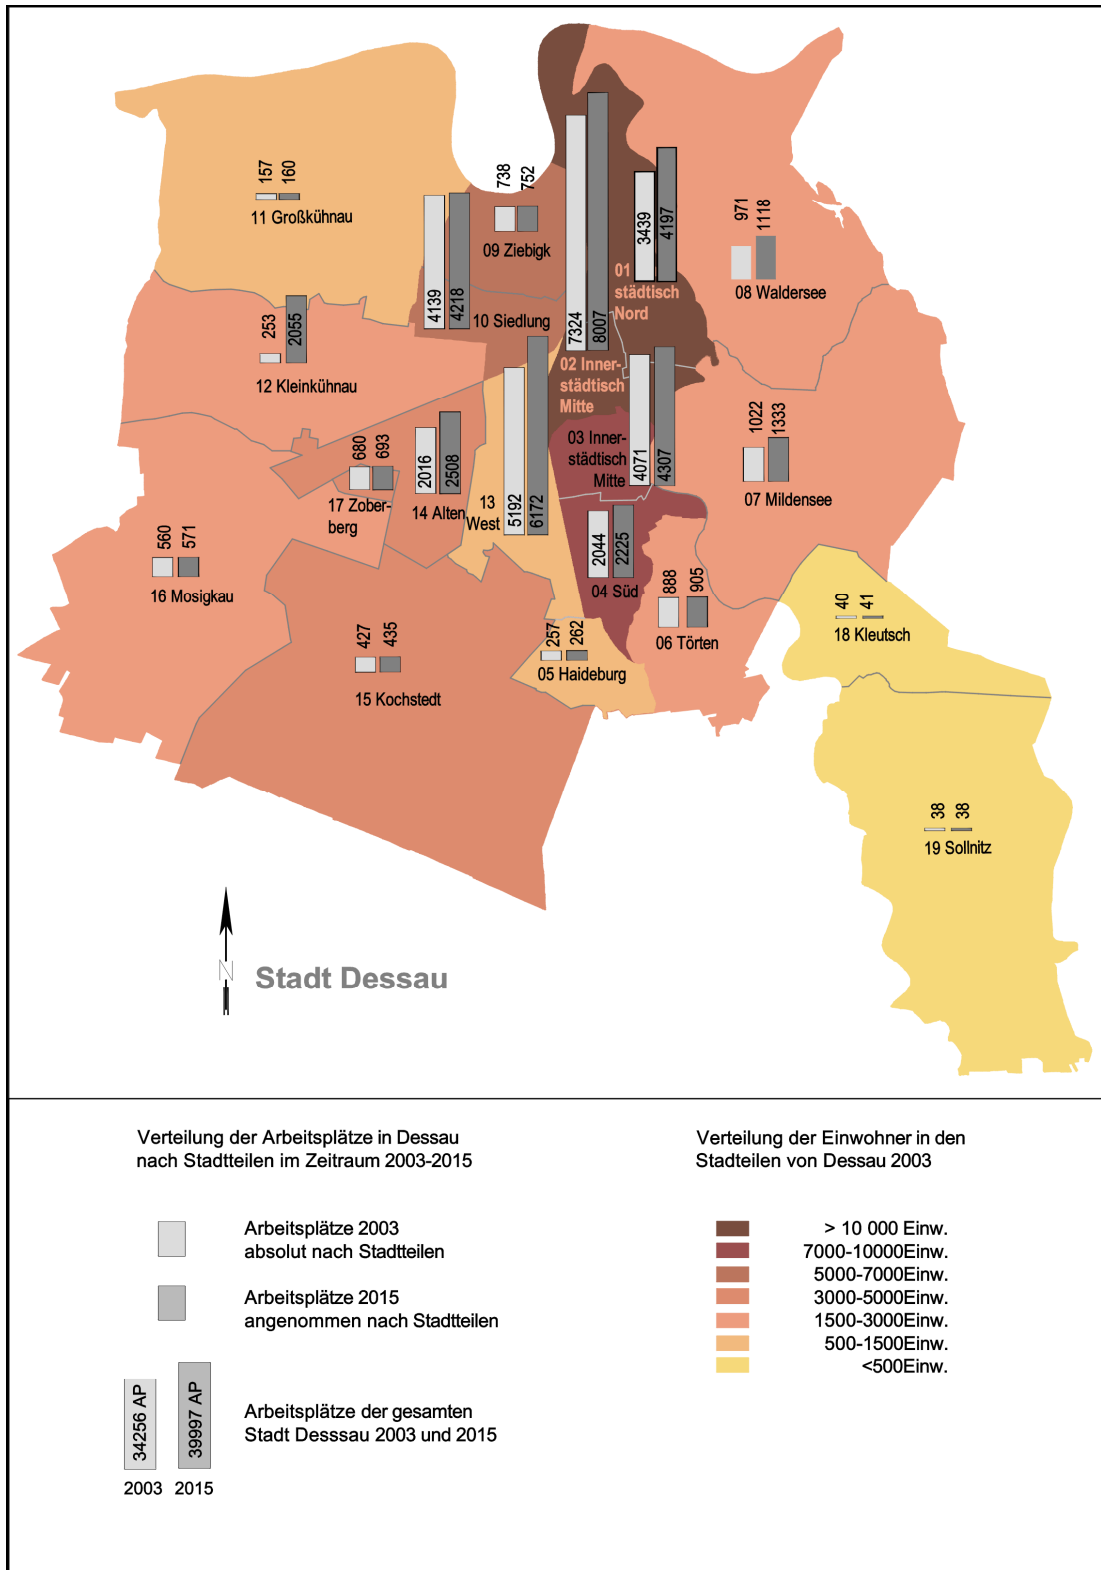 157
160
11 Großkühnau
738
752
09 Ziebigk
4139
4218
10 Siedlung
7324
8007
02 Inner-
städtisch
Mitte
3439
4197
01
städtisch
Nord
971
1118
08 Waldersee
253
2055
12 Kleinkühnau
680
693
17 Zober-
berg
2016
2508
14 Alten
13
West
5192
6172
03 Inner-
städtisch
Mitte
4071
4307
1022
1333
07 Mildensee
560
571
16 Mosigkau
2044
2225
04 Süd
888
905
06 Törten
40
41
18 Kleutsch
427
435
15 Kochstedt
257
262
05 Haideburg
38
38
19 Sollnitz
N
Stadt Dessau
Verteilung der Arbeitsplätze in Dessau
nach Stadtteilen im Zeitraum 2003-2015
Arbeitsplätze 2003
absolut nach Stadtteilen
Arbeitsplätze 2015
angenommen nach Stadtteilen
34256 AP
39997 AP
2003
2015
Arbeitsplätze der gesamten
Stadt Desssau 2003 und 2015
Verteilung der Einwohner in den
Stadteilen von Dessau 2003
> 10 000 Einw.
7000-10000Einw.
5000-7000Einw.
3000-5000Einw.
1500-3000Einw.
500-1500Einw.
<500Einw.